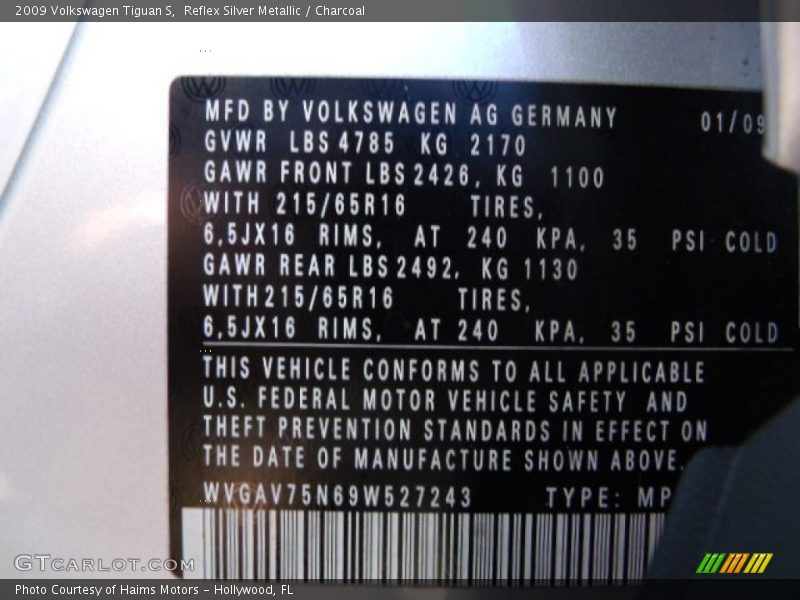 2009 Volkswagen Tiguan S,  Reflex Silver Metallic / Charcoal
MFD BY VOLKSWAGEN AG GERMANY 01/09
GVWR LBS 4785 KG 2170
GAWR FRONT LBS 2426, KG 1100
WITH 215/65R16 TIRES,
6,5JX16 RIMS, AT 240 KPA, 35 PSI COLD
GAWR REAR LBS 2492, KG 1130
WITH 215/65R16 TIRES,
6,5JX16 RIMS, AT 240 KPA, 35 PSI COLD
THIS VEHICLE CONFORMS TO ALL APPLICABLE
U.S. FEDERAL MOTOR VEHICLE SAFETY AND
THEFT PREVENTION STANDARDS IN EFFECT ON
THE DATE OF MANUFACTURE SHOWN ABOVE.
WVGAV75N69W527243 TYPE: MP
GTCARLOT.COM
Photo Courtesy of Haims Motors - Hollywood, FL